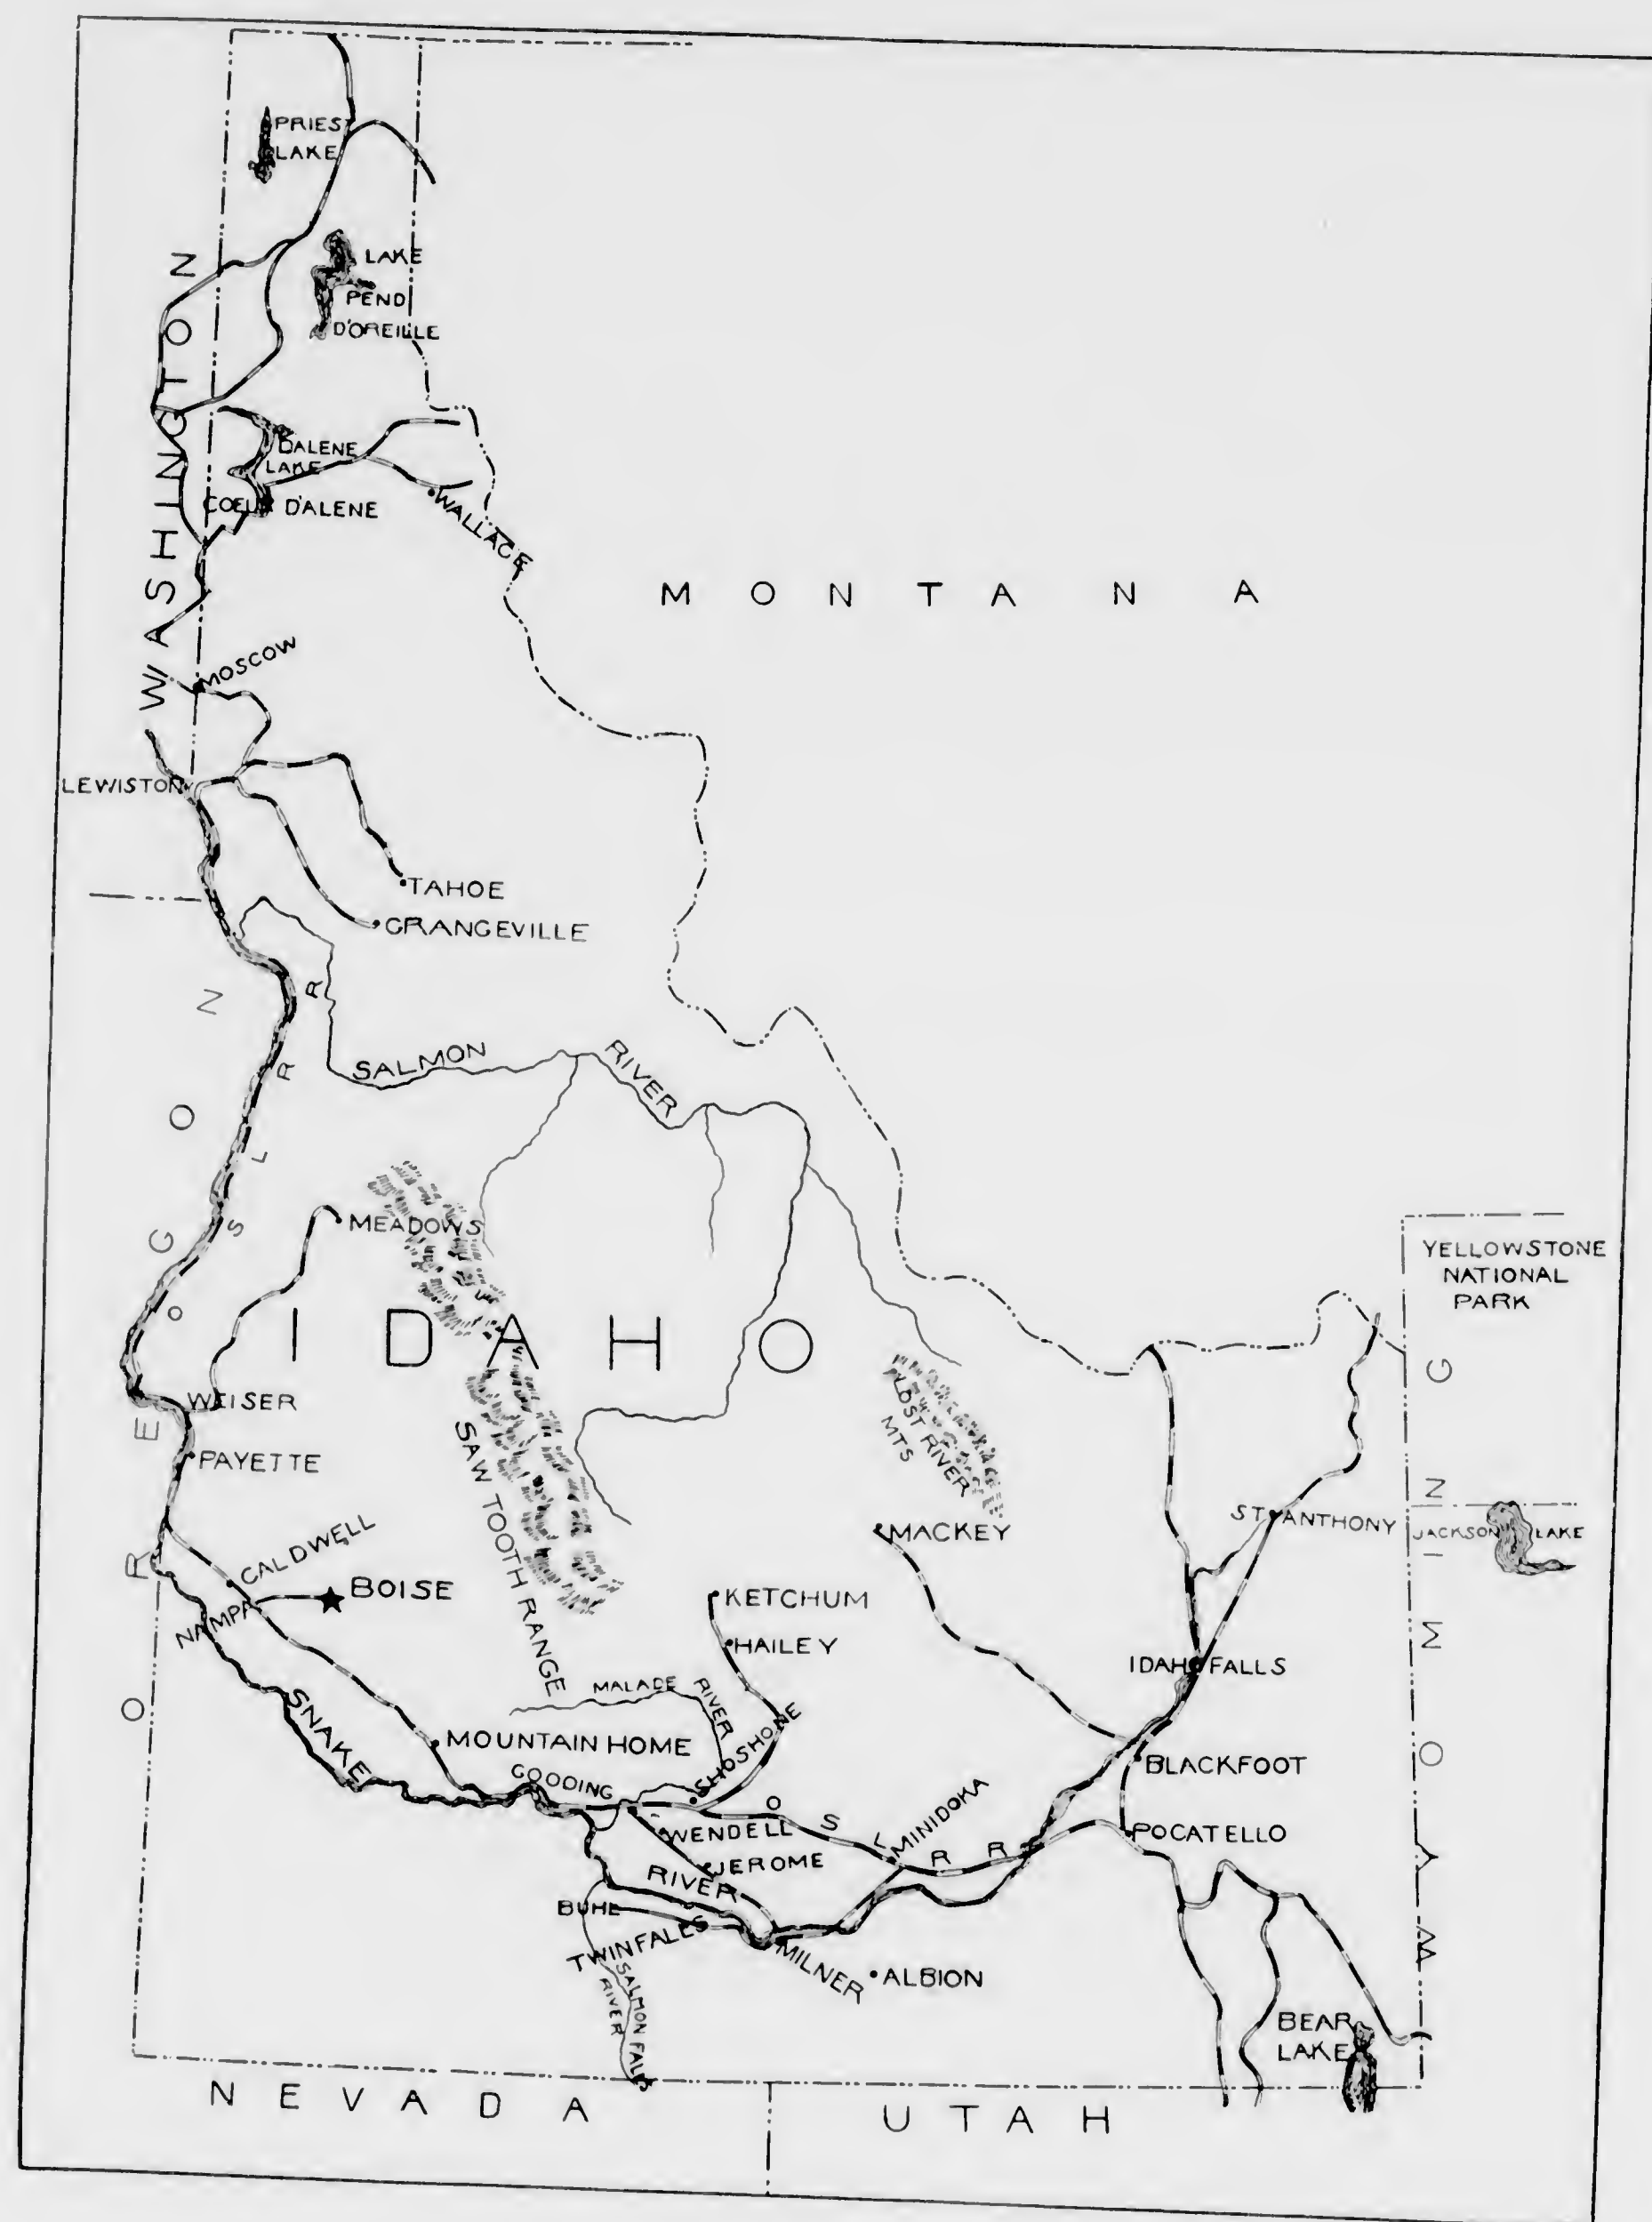 PRIEST
LAKE
LAKE
PEND
D'OREILLE
WASHINGTON
DALENE
LAKE
COEUR D'ALENE
WALLACE
MONTANA
MOSCOW
LEWISTON
TAHOE
GRANGEVILLE
SALMON RIVER
O S L R R
MEADOWS
IDAHO
YELLOWSTONE
NATIONAL
PARK
OREGON
WEISER
PAYETTE
SAW TOOTH RANGE
LOST RIVER
MTS
MACKEY
ST ANTHONY
JACKSON LAKE
WYOMING
CALDWELL
BOISE
NAMPA
KETCHUM
HAILEY
IDAHO FALLS
MALADE RIVER
SNAKE RIVER
MOUNTAIN HOME
GOODING
SHOSHONE
BLACKFOOT
O S L R R
MINIDOKA
WENDELL
POCATELLO
JEROME
BUHL
TWIN FALLS
MILNER
ALBION
SALMON FALLS
RIVER
BEAR
LAKE
NEVADA
UTAH